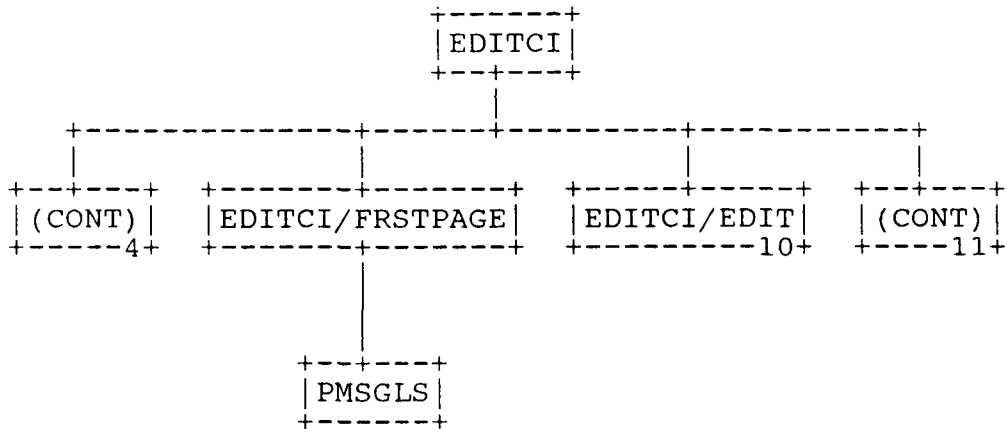 EDITCI
(CONT) EDITCI/FRSTPAGE EDITCI/EDIT (CONT)
4 10 11
PMSGLS